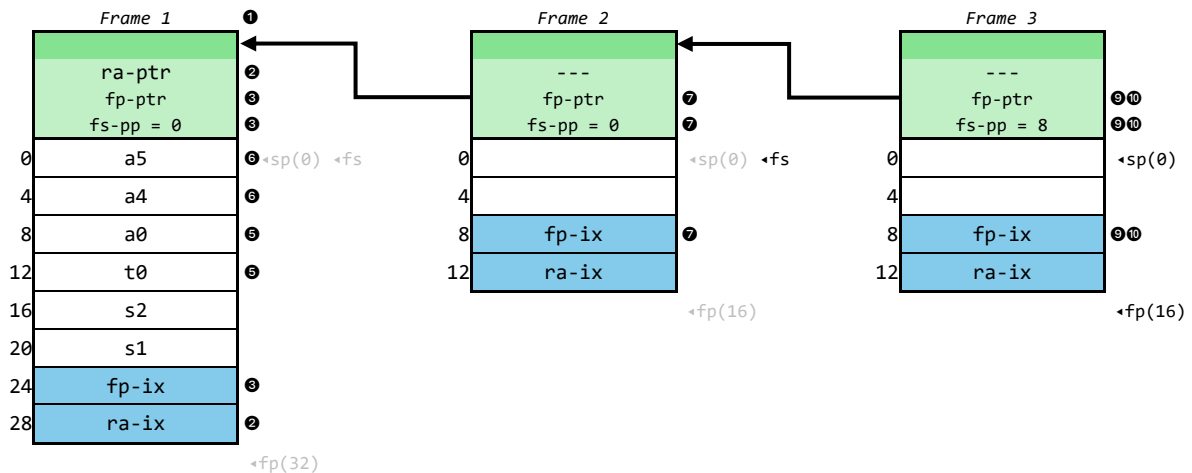 Frame 1 ❶
ra-ptr ❷
fp-ptr ❸
fs-pp = 0 ❸
0 a5 ❻ ◂sp(0) ◂fs
4 a4 ❻
8 a0 ❺
12 t0 ❺
16 s2
20 s1
24 fp-ix ❸
28 ra-ix ❷
◂fp(32)
Frame 2
---
fp-ptr ❼
fs-pp = 0 ❼
0 ◂sp(0) ◂fs
4
8 fp-ix ❼
12 ra-ix
◂fp(16)
Frame 3
---
fp-ptr ❾❿
fs-pp = 8 ❾❿
0 ◂sp(0)
4
8 fp-ix ❾❿
12 ra-ix
◂fp(16)